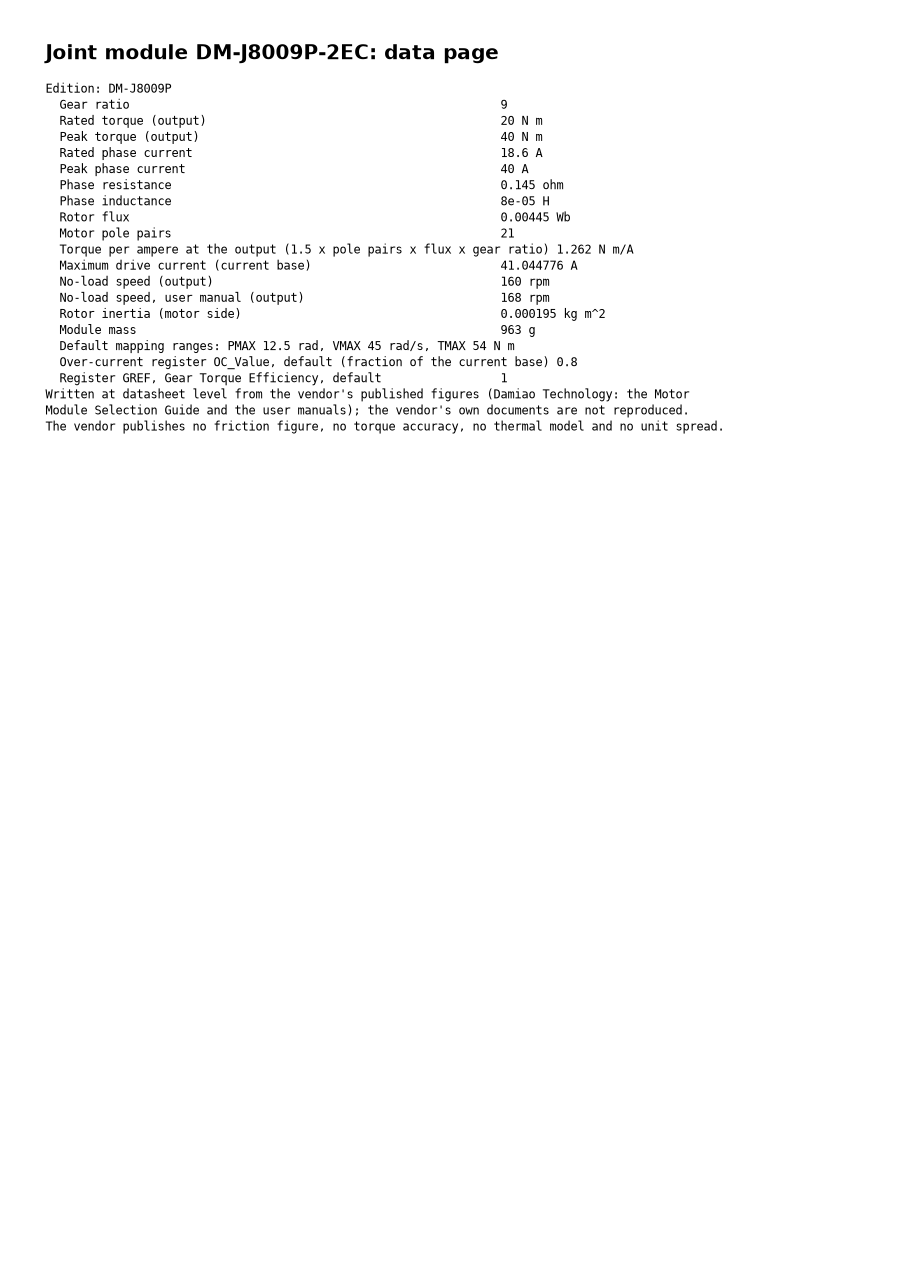 Joint module DM-J8009P-2EC: data page
Edition: DM-J8009P
Gear ratio 9
Rated torque (output) 20 N m
Peak torque (output) 40 N m
Rated phase current 18.6 A
Peak phase current 40 A
Phase resistance 0.145 ohm
Phase inductance 8e-05 H
Rotor flux 0.00445 Wb
Motor pole pairs 21
Torque per ampere at the output (1.5 x pole pairs x flux x gear ratio) 1.262 N m/A
Maximum drive current (current base) 41.044776 A
No-load speed (output) 160 rpm
No-load speed, user manual (output) 168 rpm
Rotor inertia (motor side) 0.000195 kg m^2
Module mass 963 g
Default mapping ranges: PMAX 12.5 rad, VMAX 45 rad/s, TMAX 54 N m
Over-current register OC_Value, default (fraction of the current base) 0.8
Register GREF, Gear Torque Efficiency, default 1
Written at datasheet level from the vendor's published figures (Damiao Technology: the Motor
Module Selection Guide and the user manuals); the vendor's own documents are not reproduced.
The vendor publishes no friction figure, no torque accuracy, no thermal model and no unit spread.